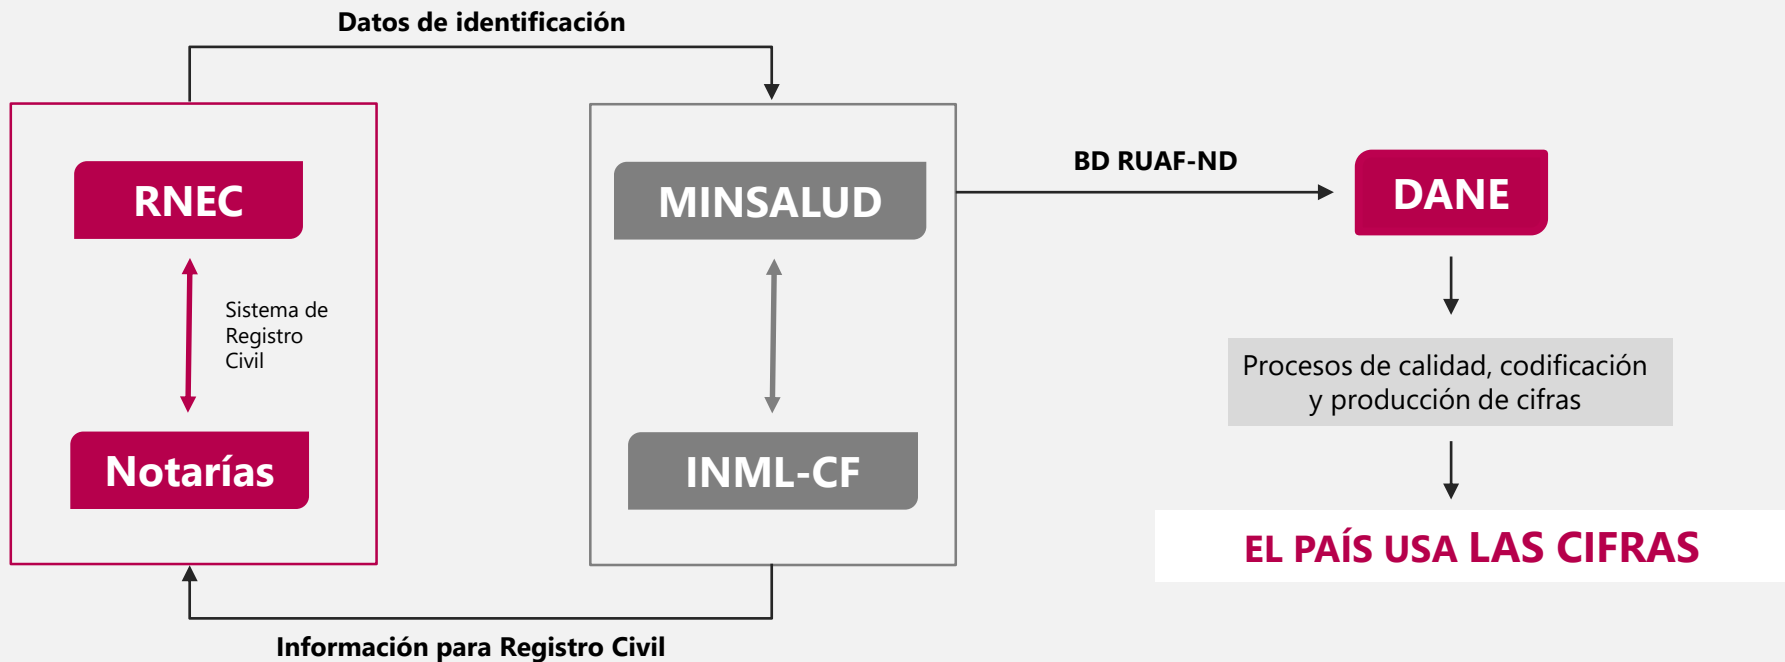 Datos de identificación
RNEC
Sistema de
Registro
Civil
Notarías
MINSALUD
INML-CF
Información para Registro Civil
BD RUAF-ND
DANE
Procesos de calidad, codificación
y producción de cifras
EL PAÍS USA LAS CIFRAS